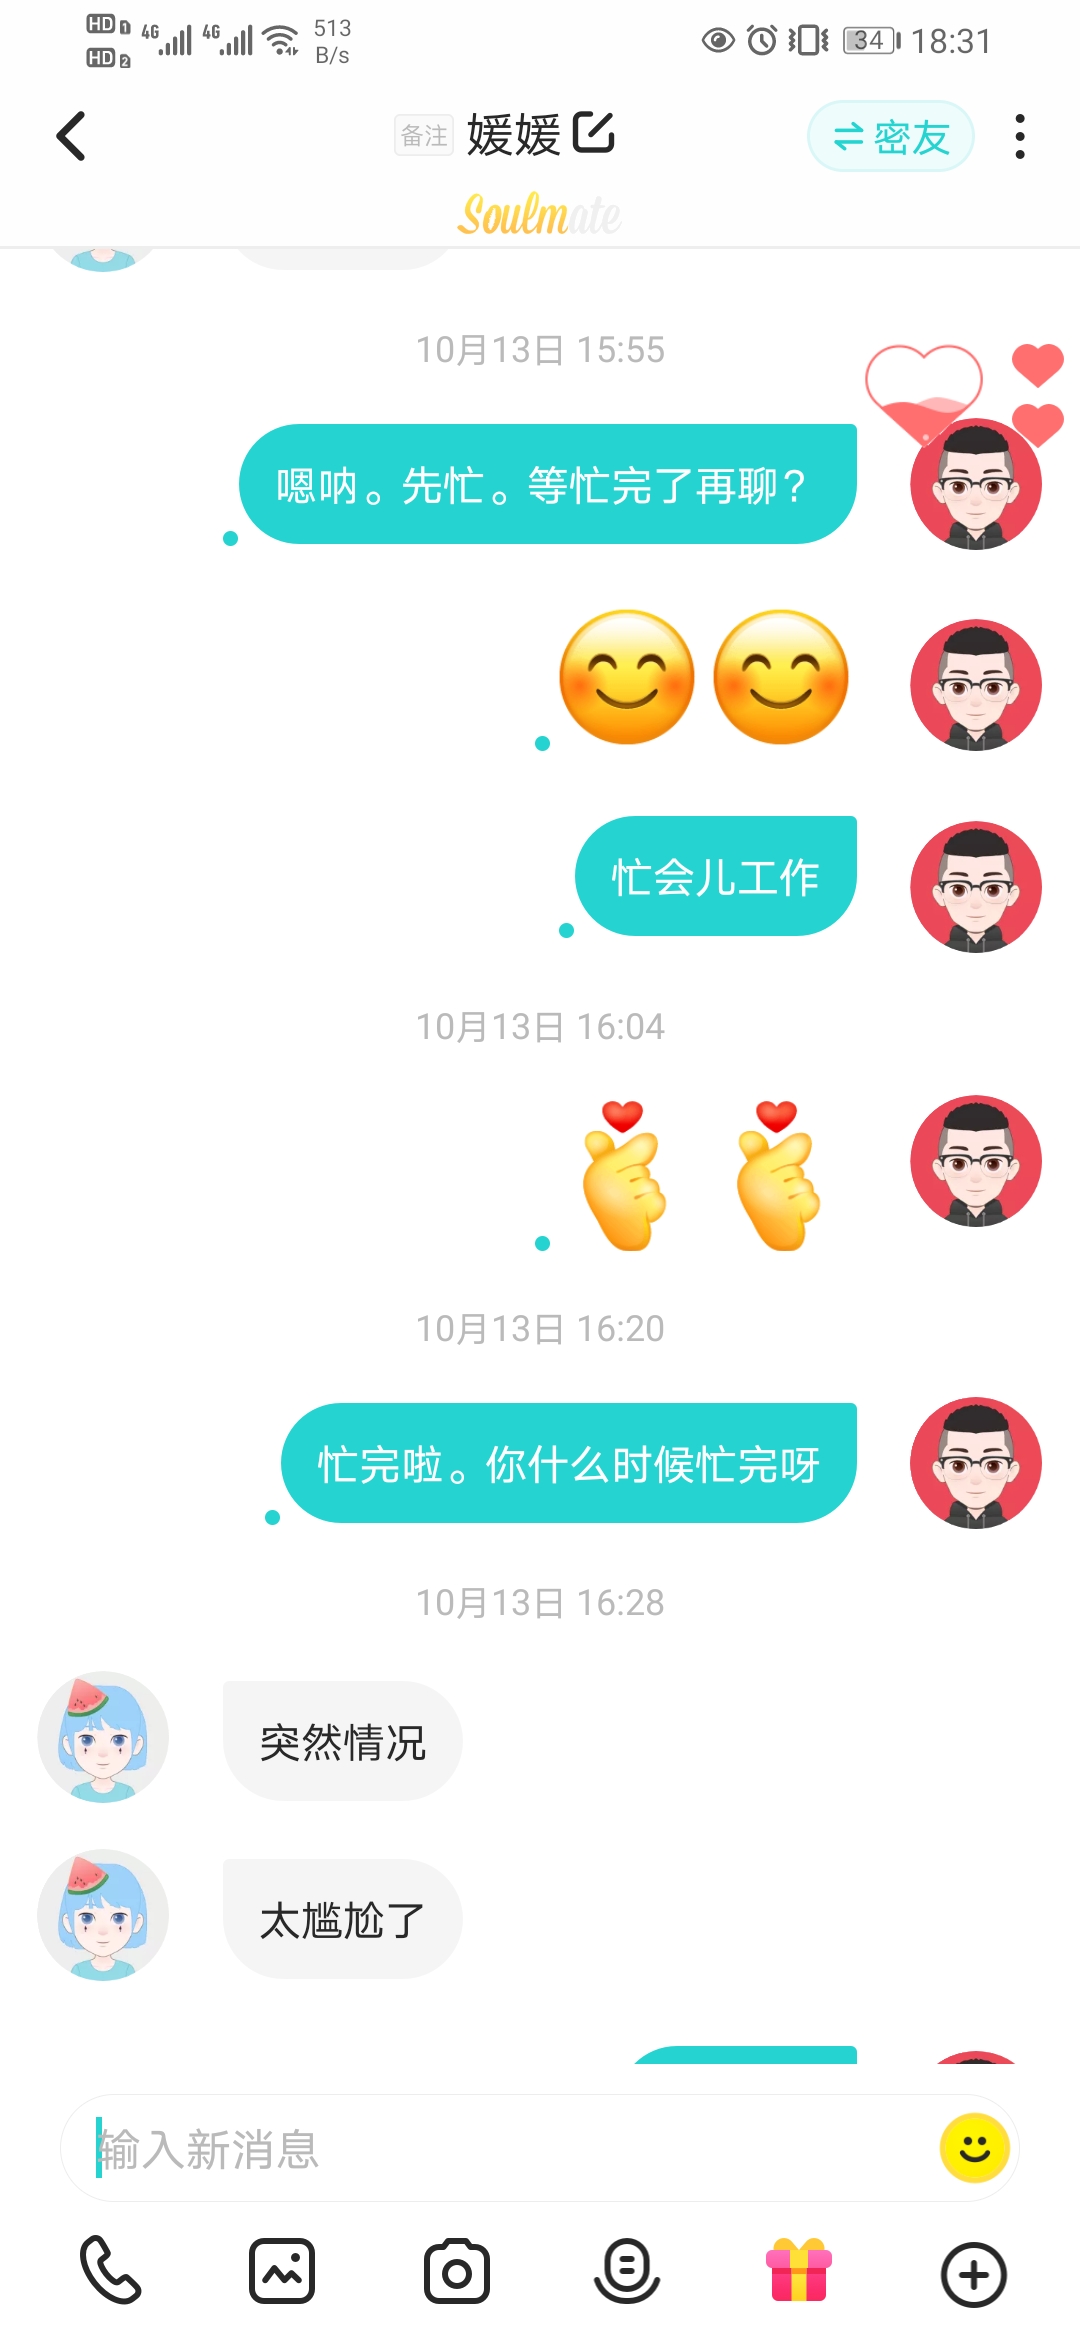 HD 1 4G 4G 513
HD 2 B/s
34 18:31
备注 媛媛
密友
Soulmate
10月13日 15:55
嗯呐。先忙。等忙完了再聊？
忙会儿工作
10月13日 16:04
10月13日 16:20
忙完啦。你什么时候忙完呀
10月13日 16:28
突然情况
太尴尬了
输入新消息